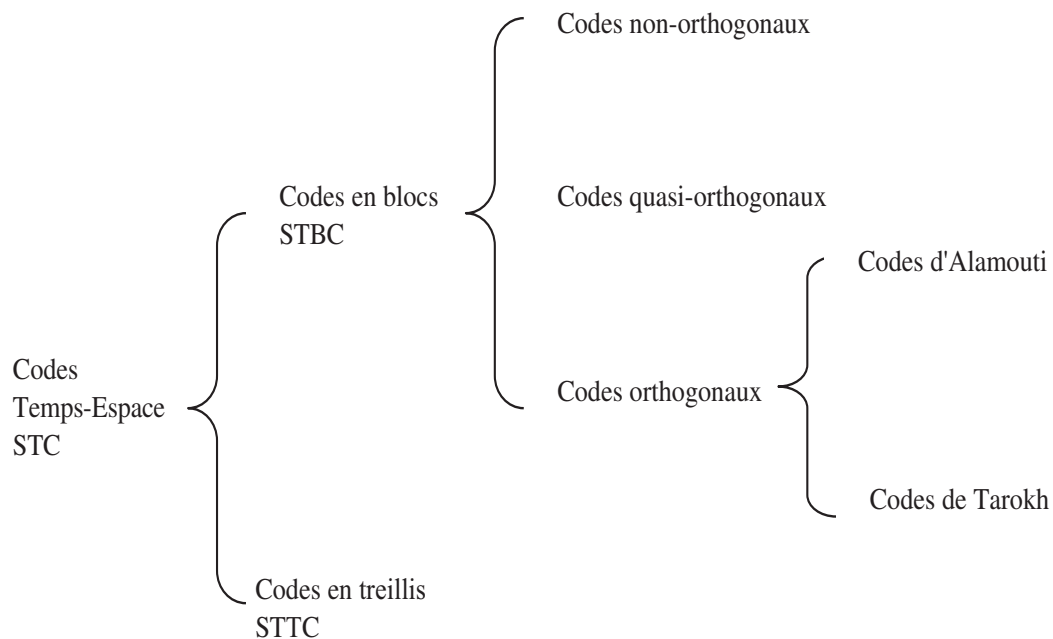 Codes non-orthogonaux
Codes en blocs
STBC
Codes quasi-orthogonaux
Codes d'Alamouti
Codes
Temps-Espace
STC
Codes orthogonaux
Codes de Tarokh
Codes en treillis
STTC